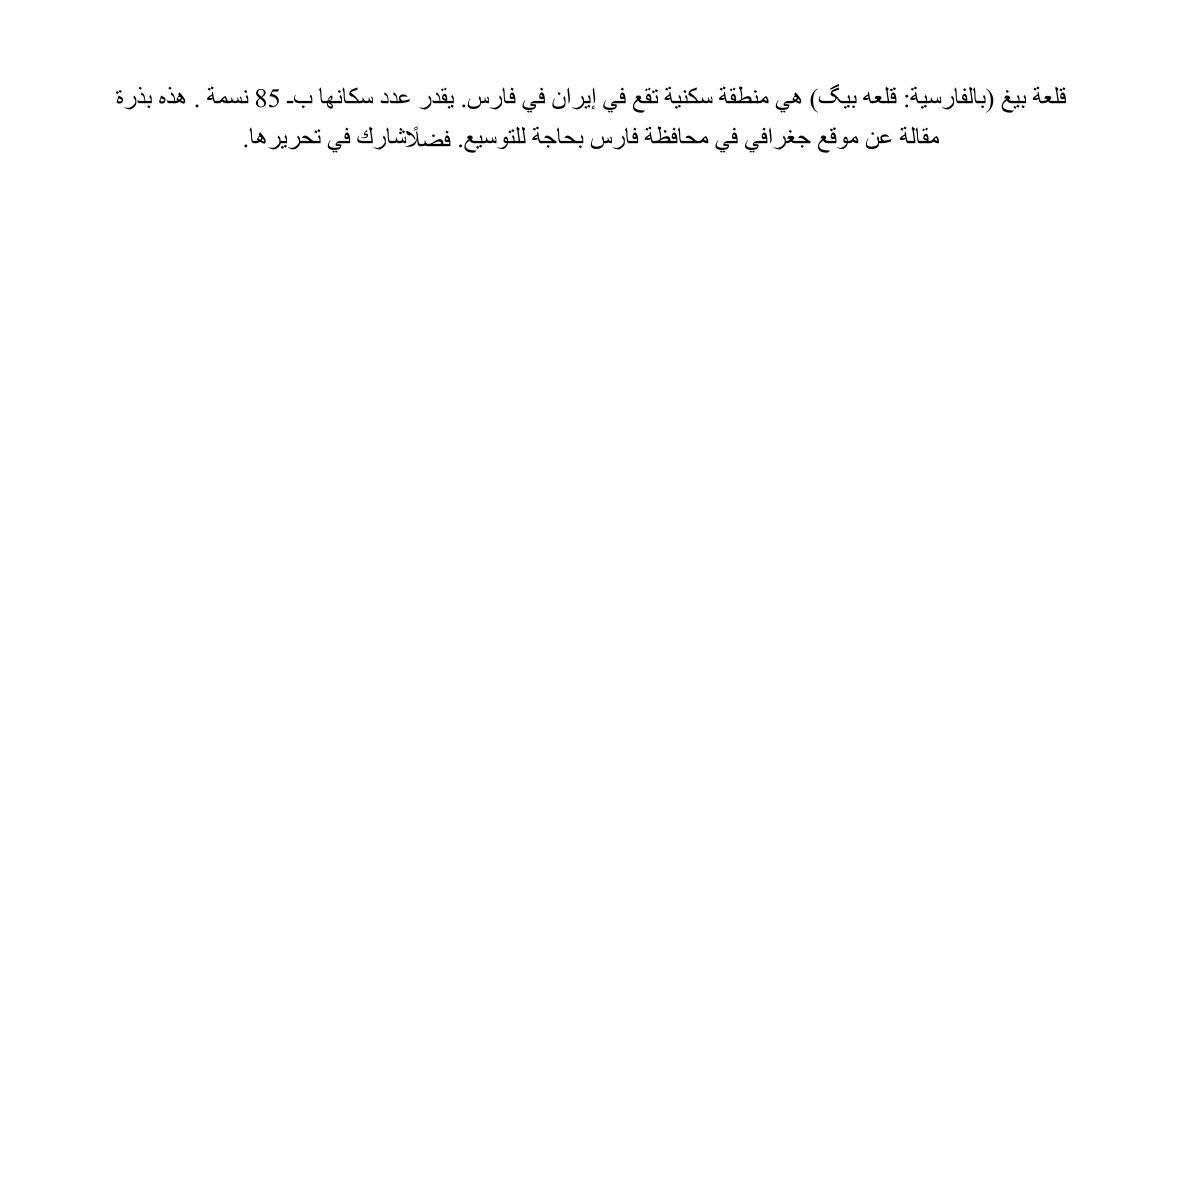 قلعة بيغ (بالفارسية: قلعه بيگ) هي منطقة سكنية تقع في إيران في فارس. يقدر عدد سكانها بـ 85 نسمة . هذه بذرة
مقالة عن موقع جغرافي في محافظة فارس بحاجة للتوسيع. فضلًاشارك في تحريرها.